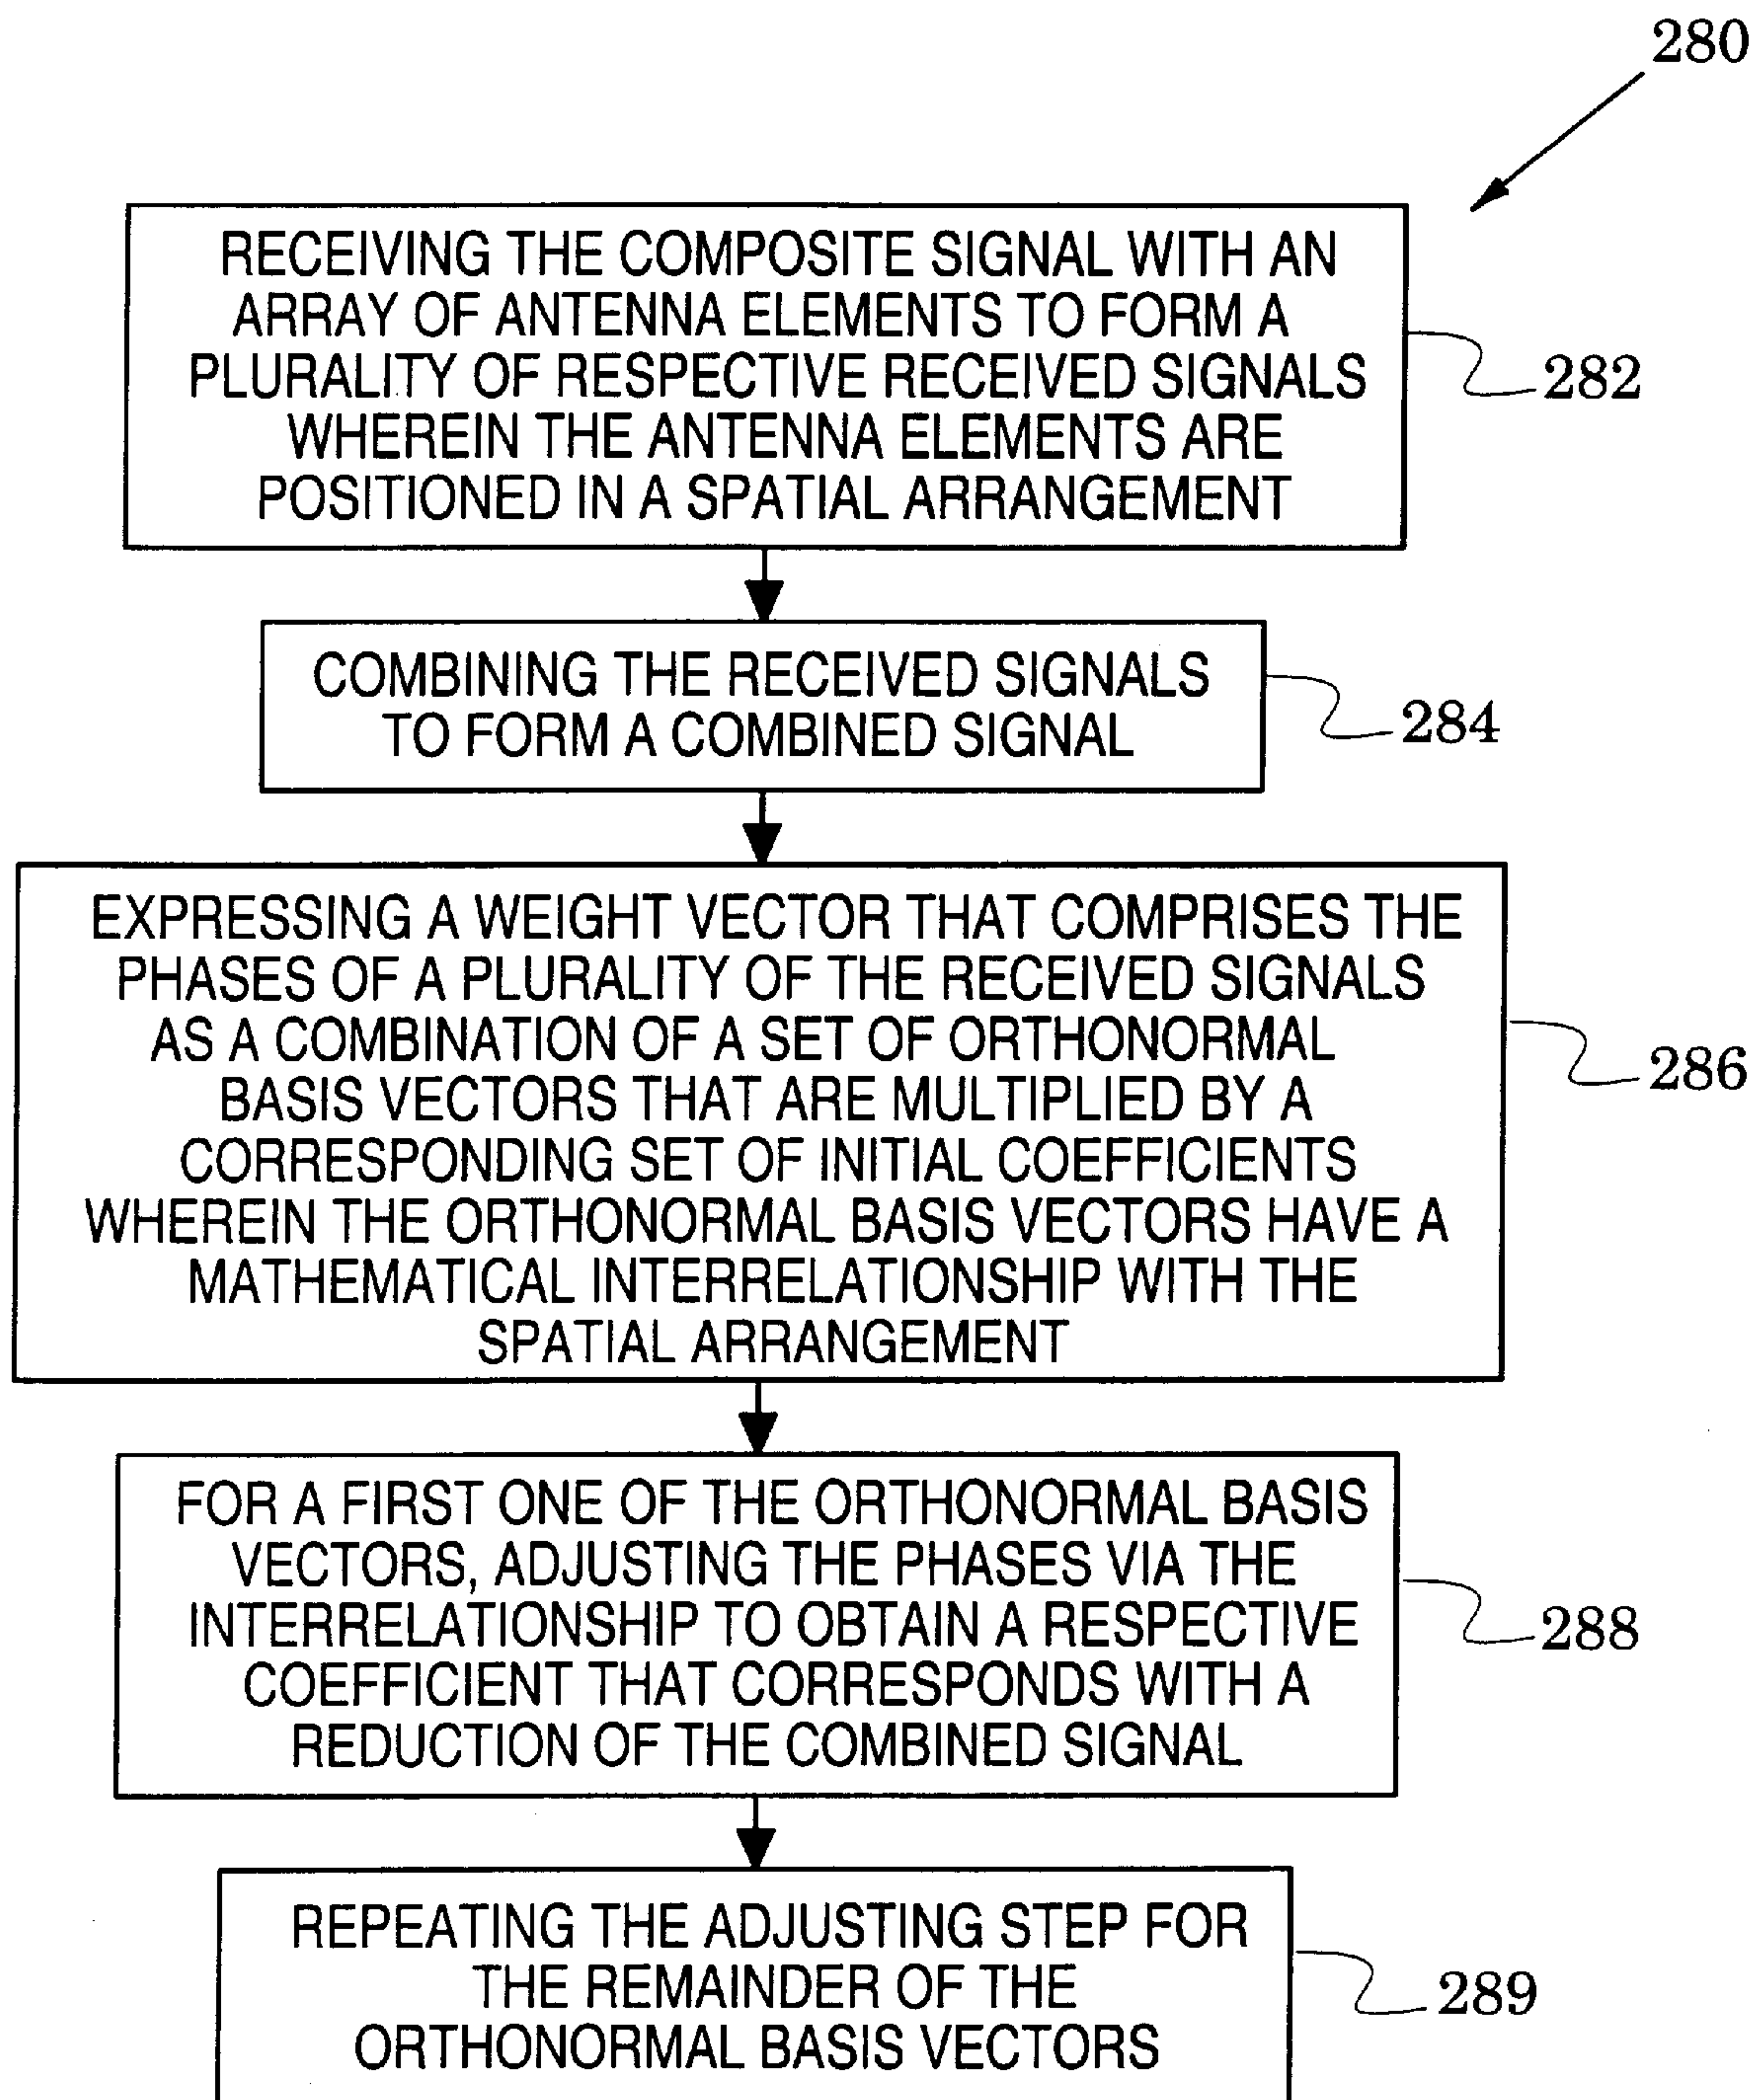 280
RECEIVING THE COMPOSITE SIGNAL WITH AN
ARRAY OF ANTENNA ELEMENTS TO FORM A
PLURALITY OF RESPECTIVE RECEIVED SIGNALS
WHEREIN THE ANTENNA ELEMENTS ARE
POSITIONED IN A SPATIAL ARRANGEMENT
282
COMBINING THE RECEIVED SIGNALS
TO FORM A COMBINED SIGNAL
284
EXPRESSING A WEIGHT VECTOR THAT COMPRISES THE
PHASES OF A PLURALITY OF THE RECEIVED SIGNALS
AS A COMBINATION OF A SET OF ORTHONORMAL
BASIS VECTORS THAT ARE MULTIPLIED BY A
CORRESPONDING SET OF INITIAL COEFFICIENTS
WHEREIN THE ORTHONORMAL BASIS VECTORS HAVE A
MATHEMATICAL INTERRELATIONSHIP WITH THE
SPATIAL ARRANGEMENT
286
FOR A FIRST ONE OF THE ORTHONORMAL BASIS
VECTORS, ADJUSTING THE PHASES VIA THE
INTERRELATIONSHIP TO OBTAIN A RESPECTIVE
COEFFICIENT THAT CORRESPONDS WITH A
REDUCTION OF THE COMBINED SIGNAL
288
REPEATING THE ADJUSTING STEP FOR
THE REMAINDER OF THE
ORTHONORMAL BASIS VECTORS
289